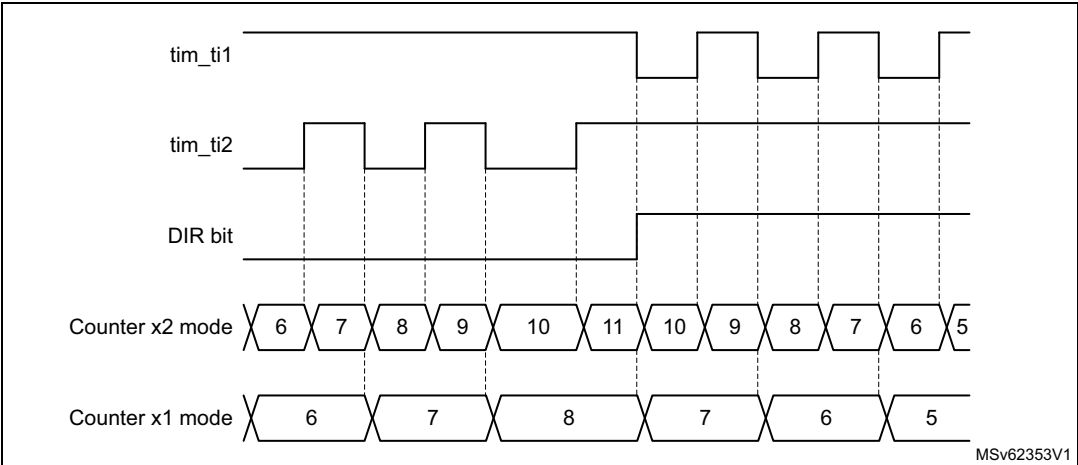 tim_ti1
tim_ti2
DIR bit
Counter x2 mode 6 7 8 9 10 11 10 9 8 7 6 5
Counter x1 mode 6 7 8 7 6 5
MSv62353V1